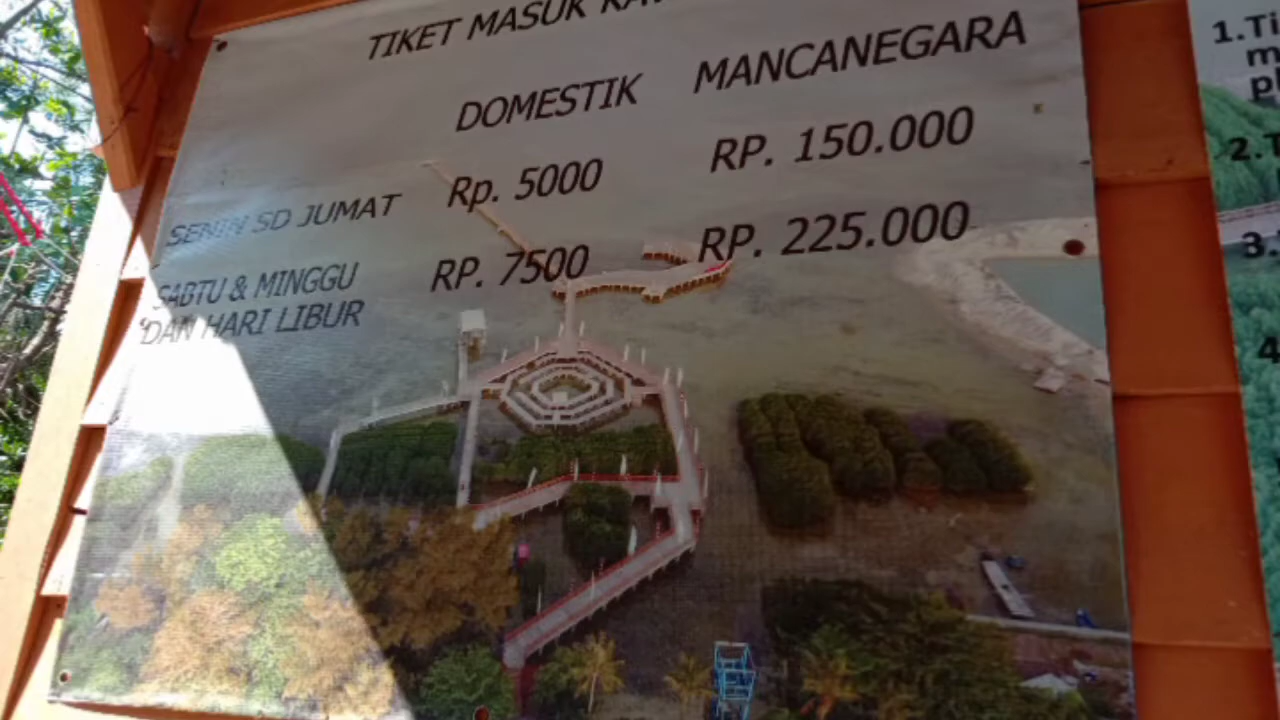 TIKET MASUK
DOMESTIK MANCANEGARA
SENIN SD JUMAT Rp. 5000 RP. 150.000
SABTU & MINGGU RP. 7500 RP. 225.000
DAN HARI LIBUR
1.
2.
3.
4